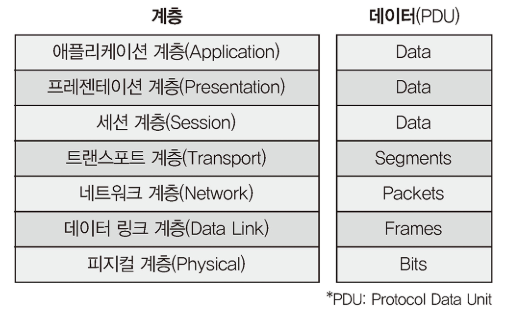 계층 데이터(PDU)
애플리케이션 계층(Application) Data
프레젠테이션 계층(Presentation) Data
세션 계층(Session) Data
트랜스포트 계층(Transport) Segments
네트워크 계층(Network) Packets
데이터 링크 계층(Data Link) Frames
피지컬 계층(Physical) Bits
*PDU: Protocol Data Unit